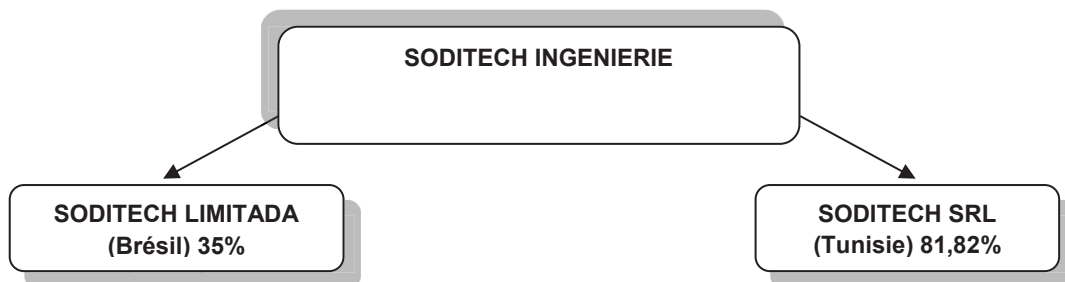 SODITECH INGENIERIE
SODITECH LIMITADA
(Brésil) 35%
SODITECH SRL
(Tunisie) 81,82%